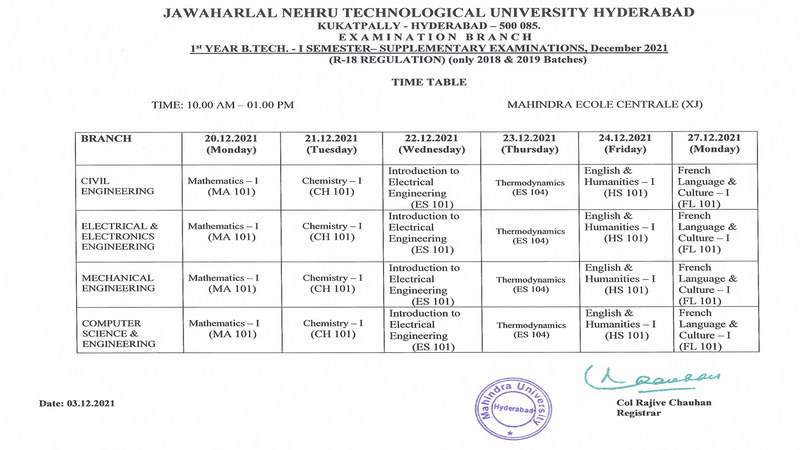 JAWAHARLAL NEHRU TECHNOLOGICAL UNIVERSITY HYDERABAD
KUKATPALLY - HYDERABAD – 500 085.
EXAMINATION BRANCH
1st YEAR B.TECH. - I SEMESTER– SUPPLEMENTARY EXAMINATIONS, December 2021
(R-18 REGULATION) (only 2018 & 2019 Batches)
TIME TABLE
TIME: 10.00 AM – 01.00 PM MAHINDRA ECOLE CENTRALE (XJ)
BRANCH 20.12.2021 21.12.2021 22.12.2021 23.12.2021 24.12.2021 27.12.2021
(Monday) (Tuesday) (Wednesday) (Thursday) (Friday) (Monday)
CIVIL ENGINEERING Mathematics – I (MA 101) Chemistry – I (CH 101) Introduction to Electrical Engineering (ES 101) Thermodynamics (ES 104) English & Humanities – I (HS 101) French Language & Culture – I (FL 101)
ELECTRICAL & ELECTRONICS ENGINEERING Mathematics – I (MA 101) Chemistry – I (CH 101) Introduction to Electrical Engineering (ES 101) Thermodynamics (ES 104) English & Humanities – I (HS 101) French Language & Culture – I (FL 101)
MECHANICAL ENGINEERING Mathematics – I (MA 101) Chemistry – I (CH 101) Introduction to Electrical Engineering (ES 101) Thermodynamics (ES 104) English & Humanities – I (HS 101) French Language & Culture – I (FL 101)
COMPUTER SCIENCE & ENGINEERING Mathematics – I (MA 101) Chemistry – I (CH 101) Introduction to Electrical Engineering (ES 101) Thermodynamics (ES 104) English & Humanities – I (HS 101) French Language & Culture – I (FL 101)
Date: 03.12.2021
Mahindra University
Hyderabad
Chauhan
Col Rajive Chauhan
Registrar